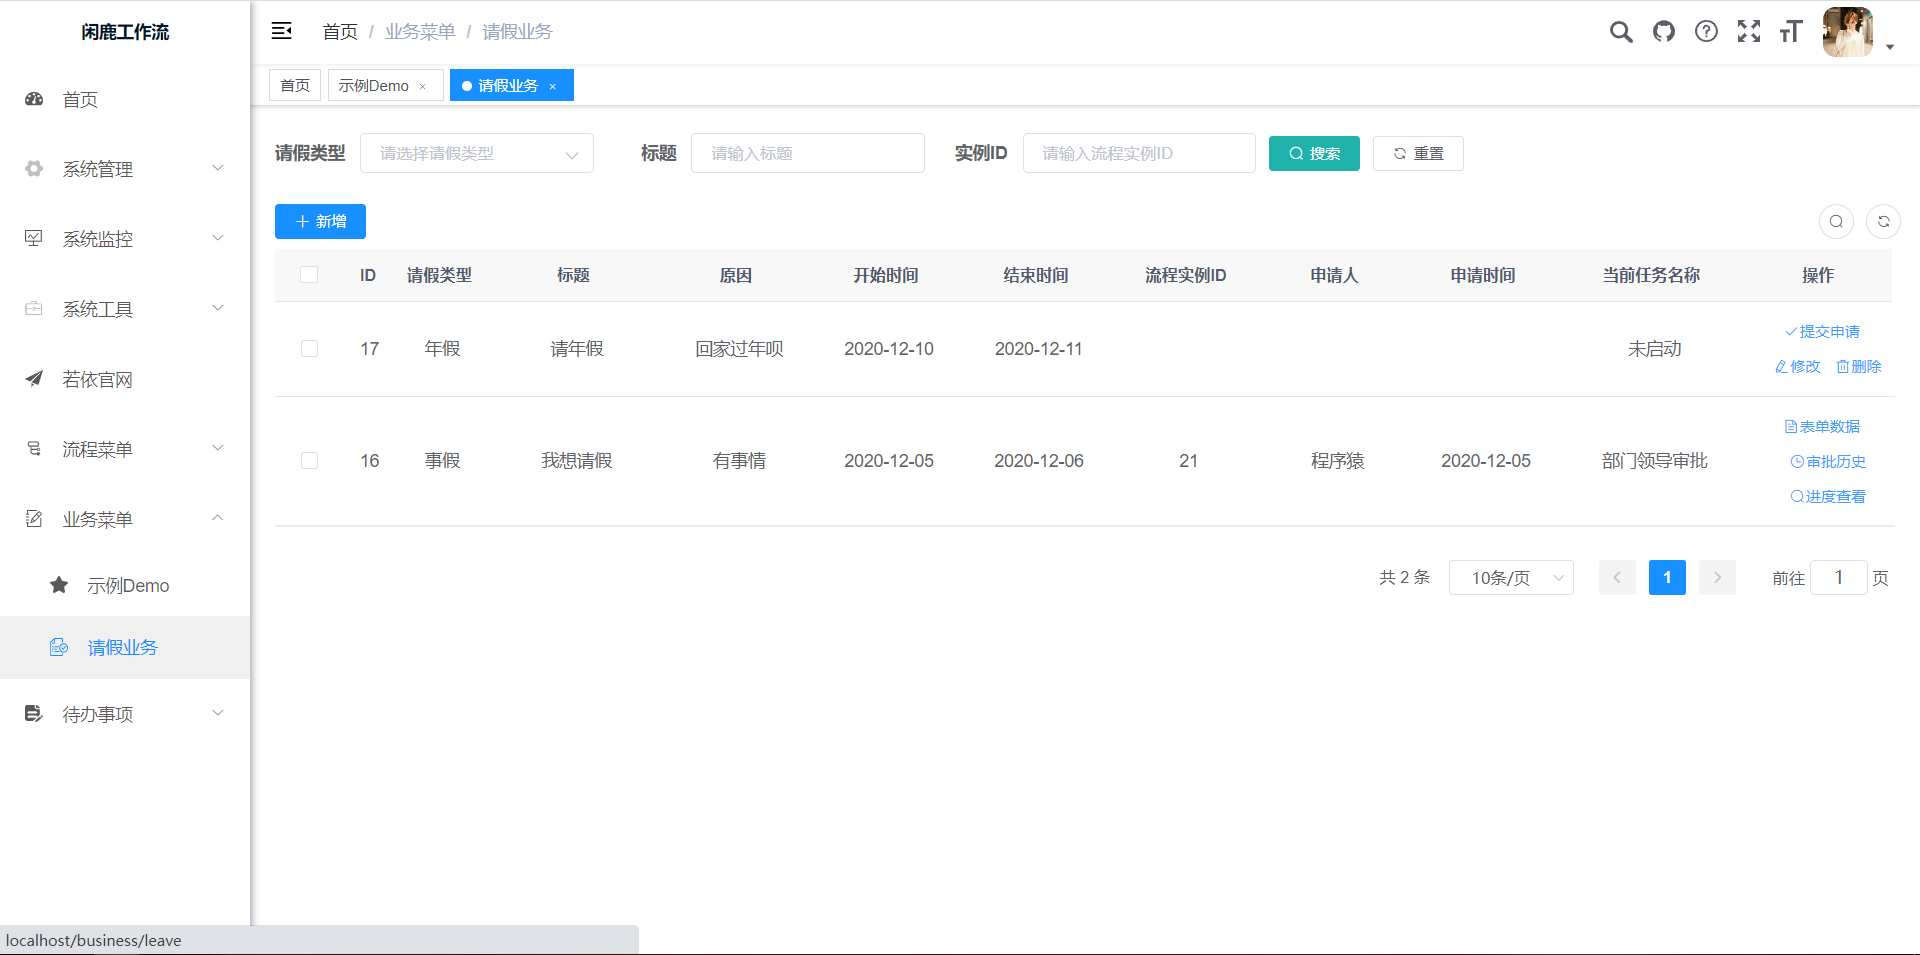 闲鹿工作流
首页
系统管理
系统监控
系统工具
若依官网
流程菜单
业务菜单
示例Demo
请假业务
待办事项
首页 / 业务菜单 / 请假业务
首页 示例Demo × 请假业务 ×
请假类型 请选择请假类型 标题 请输入标题 实例ID 请输入流程实例ID 搜索 重置
新增
ID 请假类型 标题 原因 开始时间 结束时间 流程实例ID 申请人 申请时间 当前任务名称 操作
17 年假 请年假 回家过年呗 2020-12-10 2020-12-11 未启动 提交申请
修改 删除
16 事假 我想请假 有事情 2020-12-05 2020-12-06 21 程序猿 2020-12-05 部门领导审批 表单数据
审批历史
进度查看
共 2 条 10条/页 1 前往 1 页
localhost/business/leave